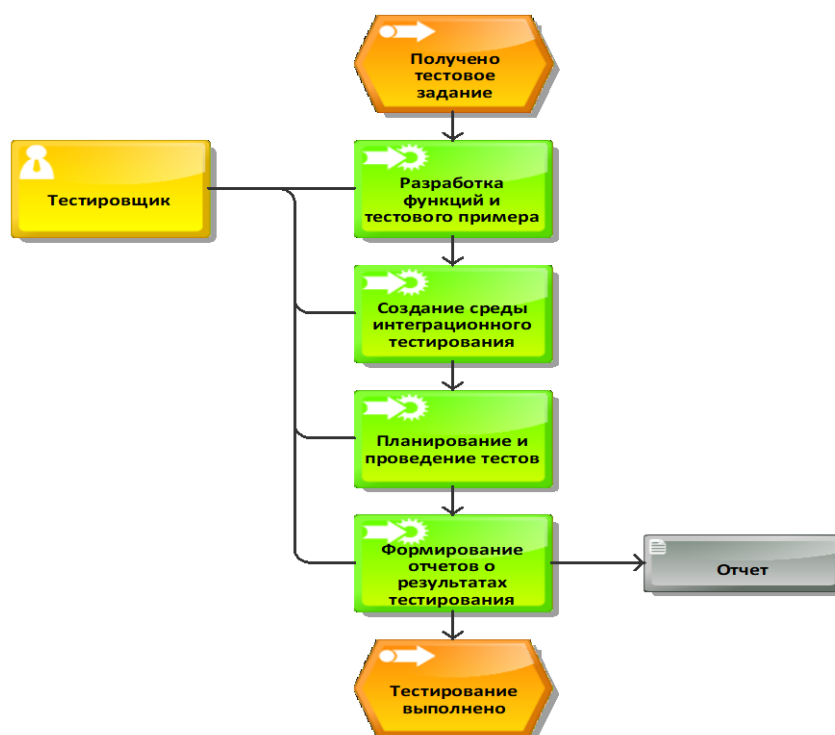 Получено
тестовое
задание
Тестировщик
Разработка
функций и
тестового примера
Создание среды
интеграционного
тестирования
Планирование и
проведение тестов
Формирование
отчетов о
результатах
тестирования
Отчет
Тестирование
выполнено